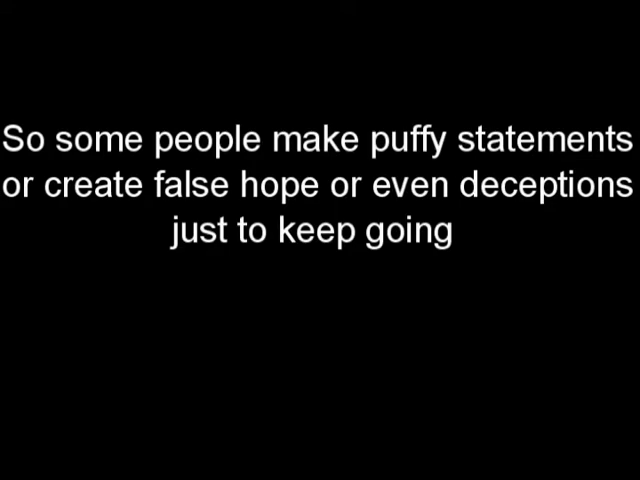 So some people make puffy statements
or create false hope or even deceptions
just to keep going